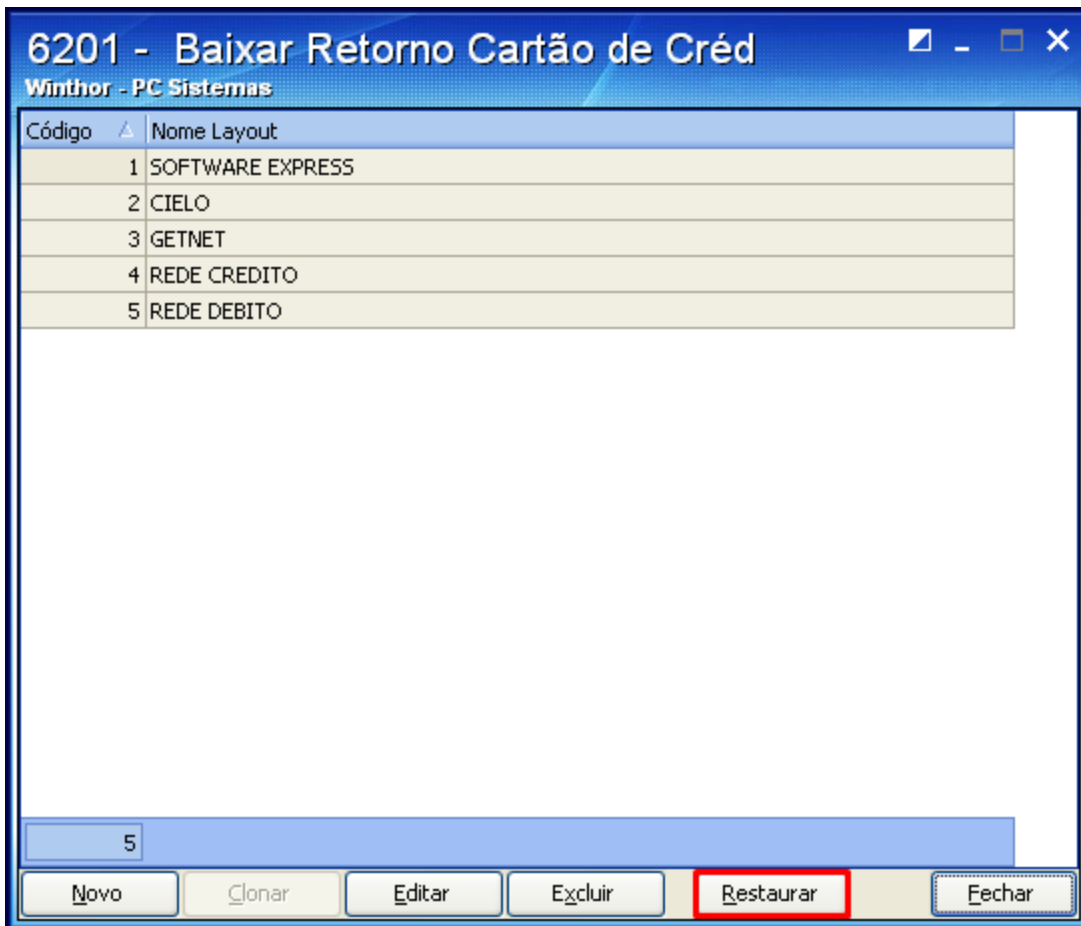 6201 - Baixar Retorno Cartão de Créd
Winthor - PC Sistemas
Código Nome Layout
1 SOFTWARE EXPRESS
2 CIELO
3 GETNET
4 REDE CREDITO
5 REDE DEBITO
5
Novo Clonar Editar Excluir Restaurar Fechar